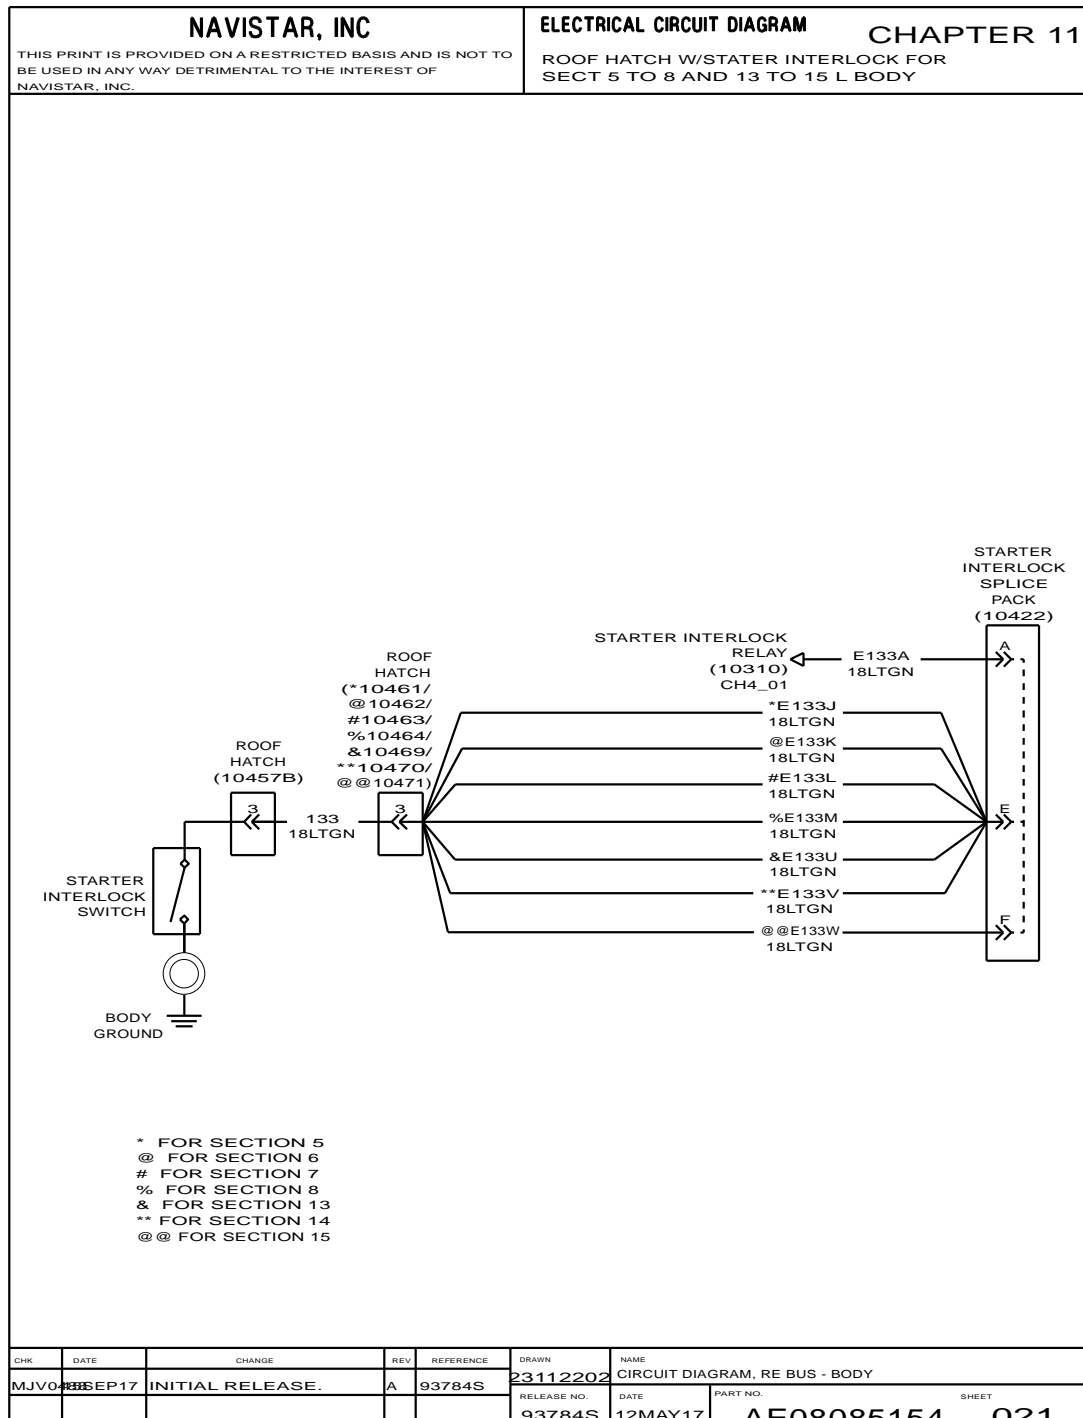 NAVISTAR, INC
THIS PRINT IS PROVIDED ON A RESTRICTED BASIS AND IS NOT TO
BE USED IN ANY WAY DETRIMENTAL TO THE INTEREST OF
NAVISTAR, INC.
ELECTRICAL CIRCUIT DIAGRAM
CHAPTER 11
ROOF HATCH W/STATER INTERLOCK FOR
SECT 5 TO 8 AND 13 TO 15 L BODY
STARTER
INTERLOCK
SPLICE
PACK
(10422)
STARTER INTERLOCK
RELAY
(10310)
CH4_01
E133A
18LTGN
A
ROOF
HATCH
(*10461/
@10462/
#10463/
%10464/
&10469/
**10470/
@@10471)
3
*E133J
18LTGN
@E133K
18LTGN
#E133L
18LTGN
%E133M
18LTGN
&E133U
18LTGN
**E133V
18LTGN
@@E133W
18LTGN
E
F
ROOF
HATCH
(10457B)
3
133
18LTGN
STARTER
INTERLOCK
SWITCH
BODY
GROUND
* FOR SECTION 5
@ FOR SECTION 6
# FOR SECTION 7
% FOR SECTION 8
& FOR SECTION 13
** FOR SECTION 14
@@ FOR SECTION 15
CHK DATE CHANGE REV REFERENCE
INITIAL RELEASE. A 93784S
DRAWN
23112202
NAME
CIRCUIT DIAGRAM, RE BUS - BODY
RELEASE NO.
93784S
DATE
12MAY17
PART NO.
AE08085154
SHEET
021